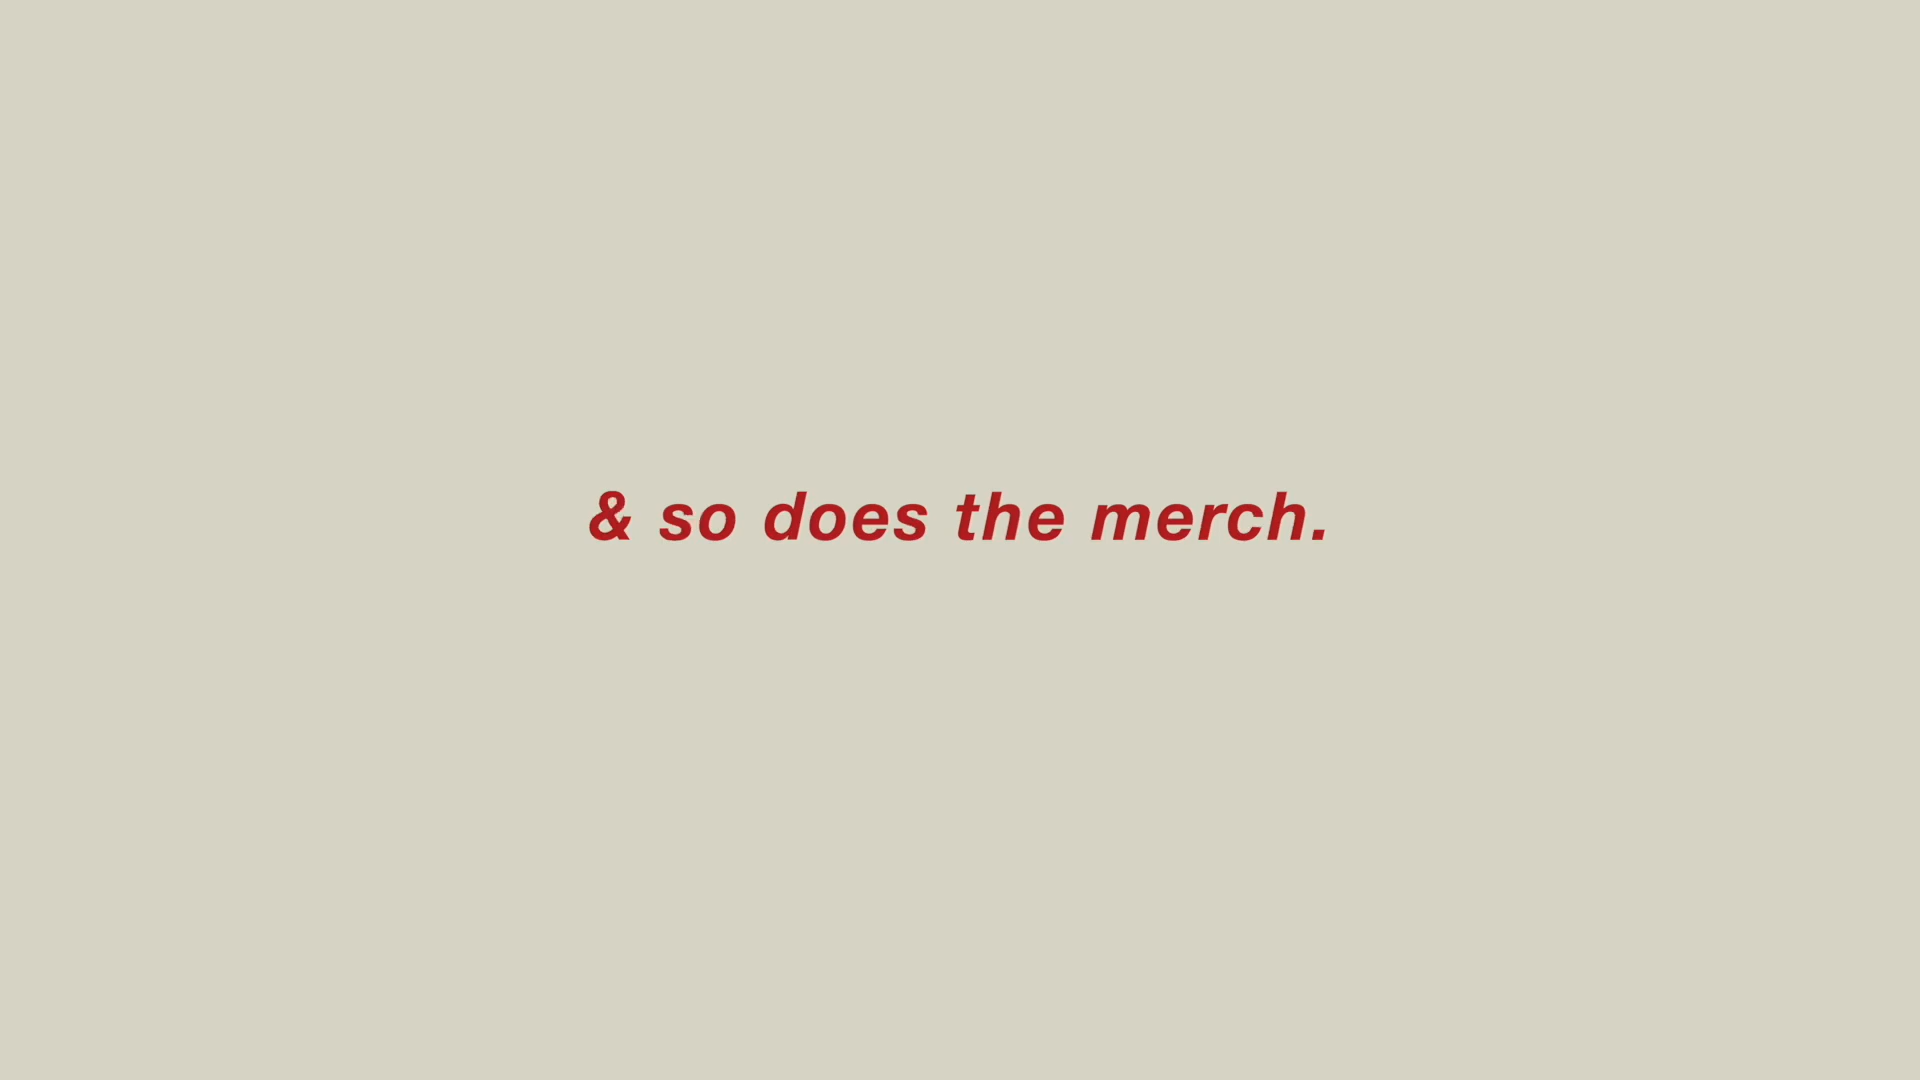 & so does the merch.